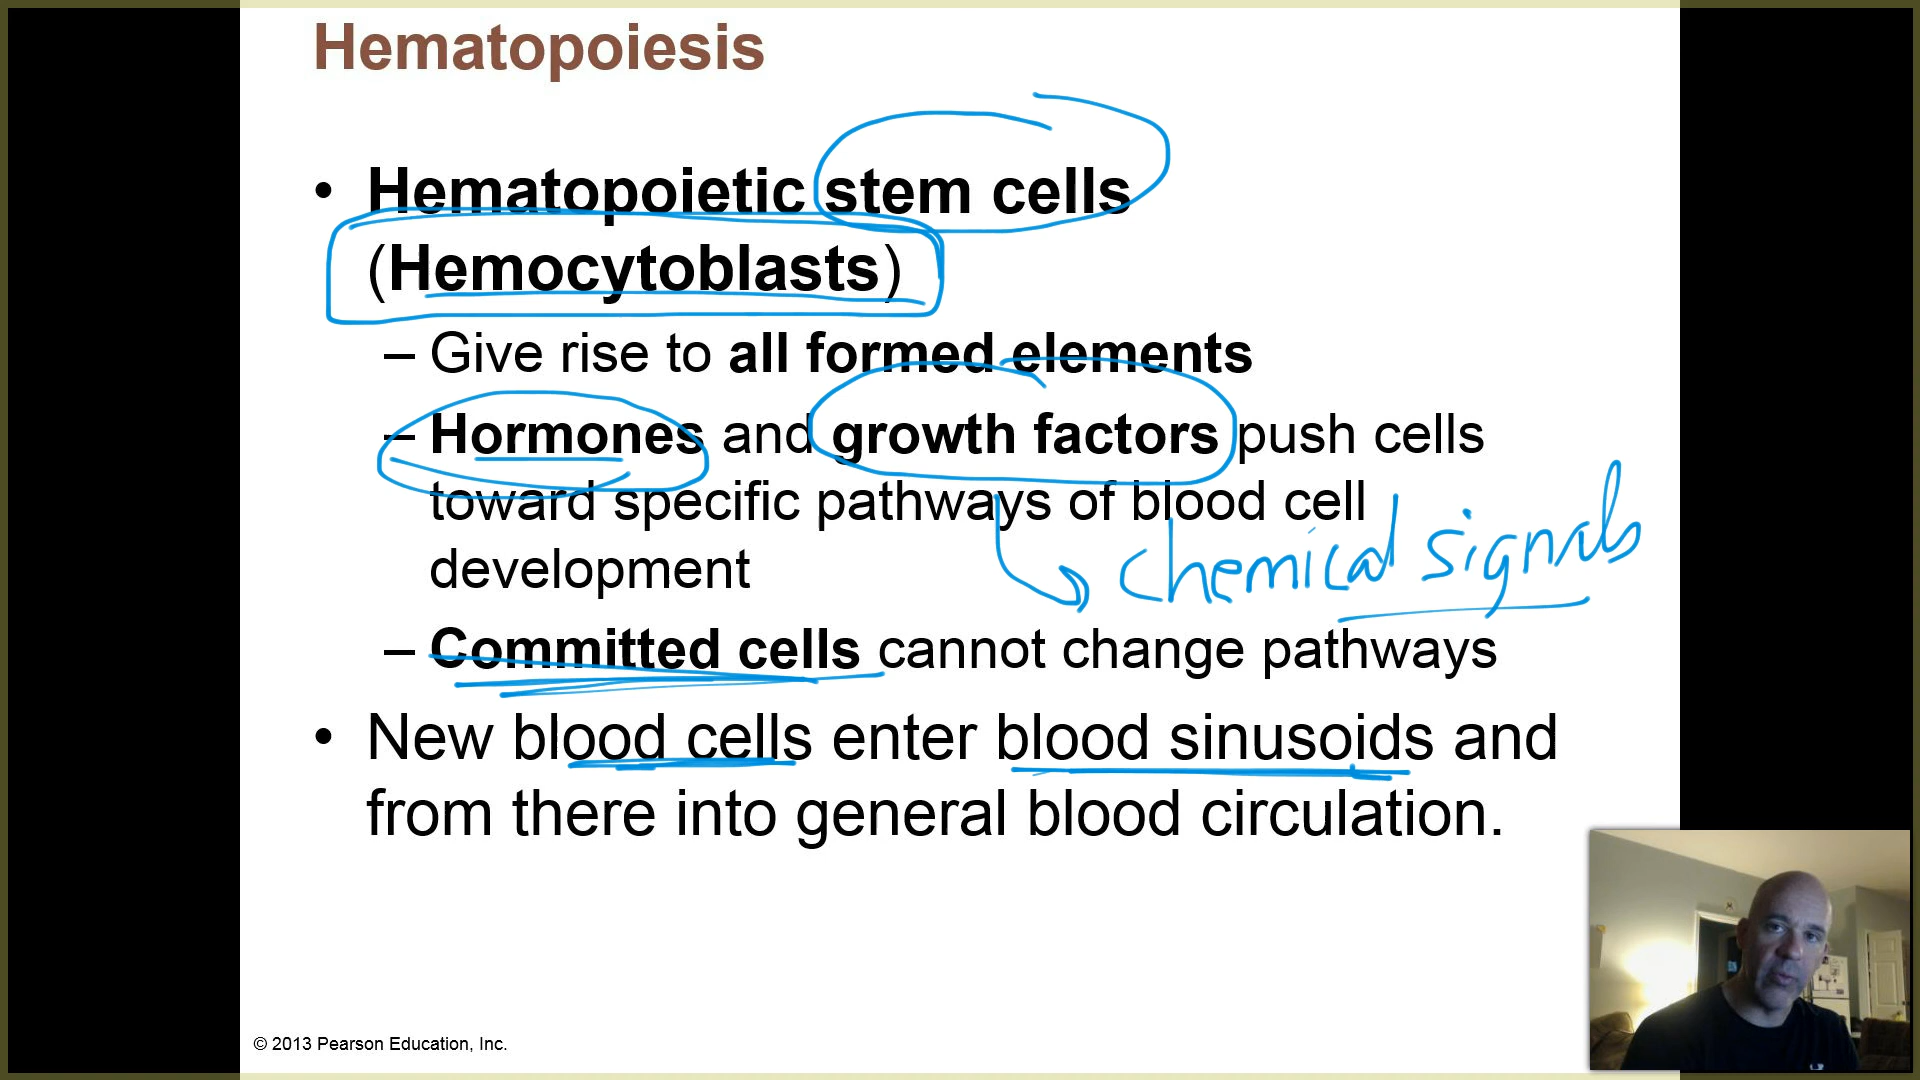 Hematopoiesis
• Hematopoietic stem cells
(Hemocytoblasts)
– Give rise to all formed elements
– Hormones and growth factors push cells
toward specific pathways of blood cell
development
chemical signals
– Committed cells cannot change pathways
• New blood cells enter blood sinusoids and
from there into general blood circulation.
© 2013 Pearson Education, Inc.